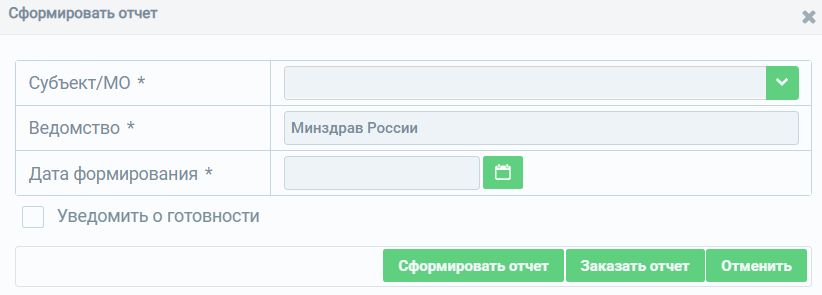 Сформировать отчет
Субъект/МО *
Ведомство *
Минздрав России
Дата формирования *
Уведомить о готовности
Сформировать отчет
Заказать отчет
Отменить